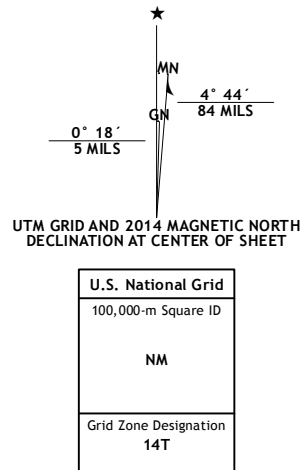 ★
MN
4° 44´
84 MILS
GN
0° 18´
5 MILS
UTM GRID AND 2014 MAGNETIC NORTH
DECLINATION AT CENTER OF SHEET
U.S. National Grid
100,000-m Square ID
NM
Grid Zone Designation
14T